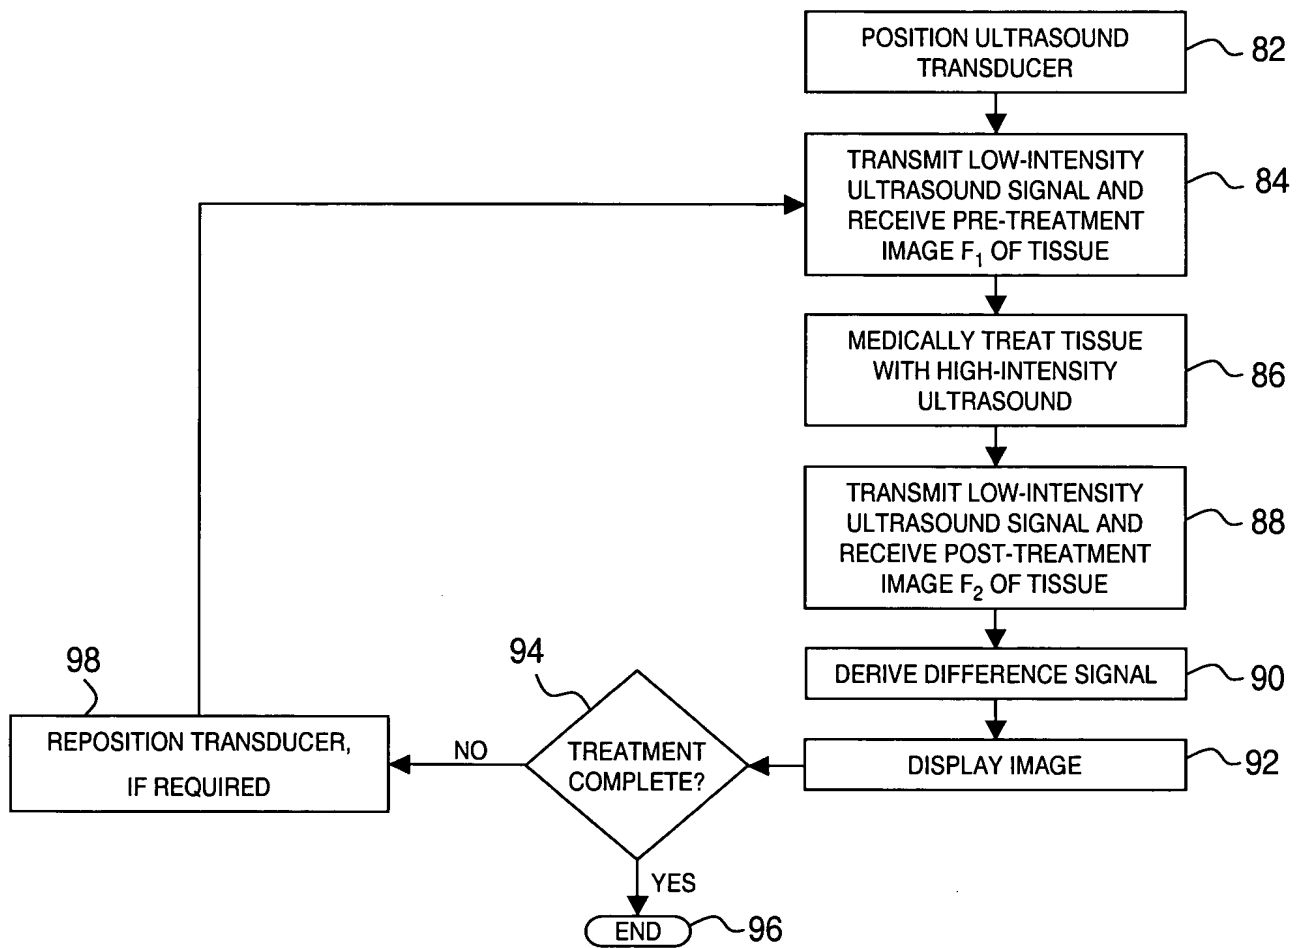 POSITION ULTRASOUND
TRANSDUCER
82
TRANSMIT LOW-INTENSITY
ULTRASOUND SIGNAL AND
RECEIVE PRE-TREATMENT
IMAGE F₁ OF TISSUE
84
MEDICALLY TREAT TISSUE
WITH HIGH-INTENSITY
ULTRASOUND
86
TRANSMIT LOW-INTENSITY
ULTRASOUND SIGNAL AND
RECEIVE POST-TREATMENT
IMAGE F₂ OF TISSUE
88
DERIVE DIFFERENCE SIGNAL
90
DISPLAY IMAGE
92
94
TREATMENT
COMPLETE?
NO
98
REPOSITION TRANSDUCER,
IF REQUIRED
YES
END
96